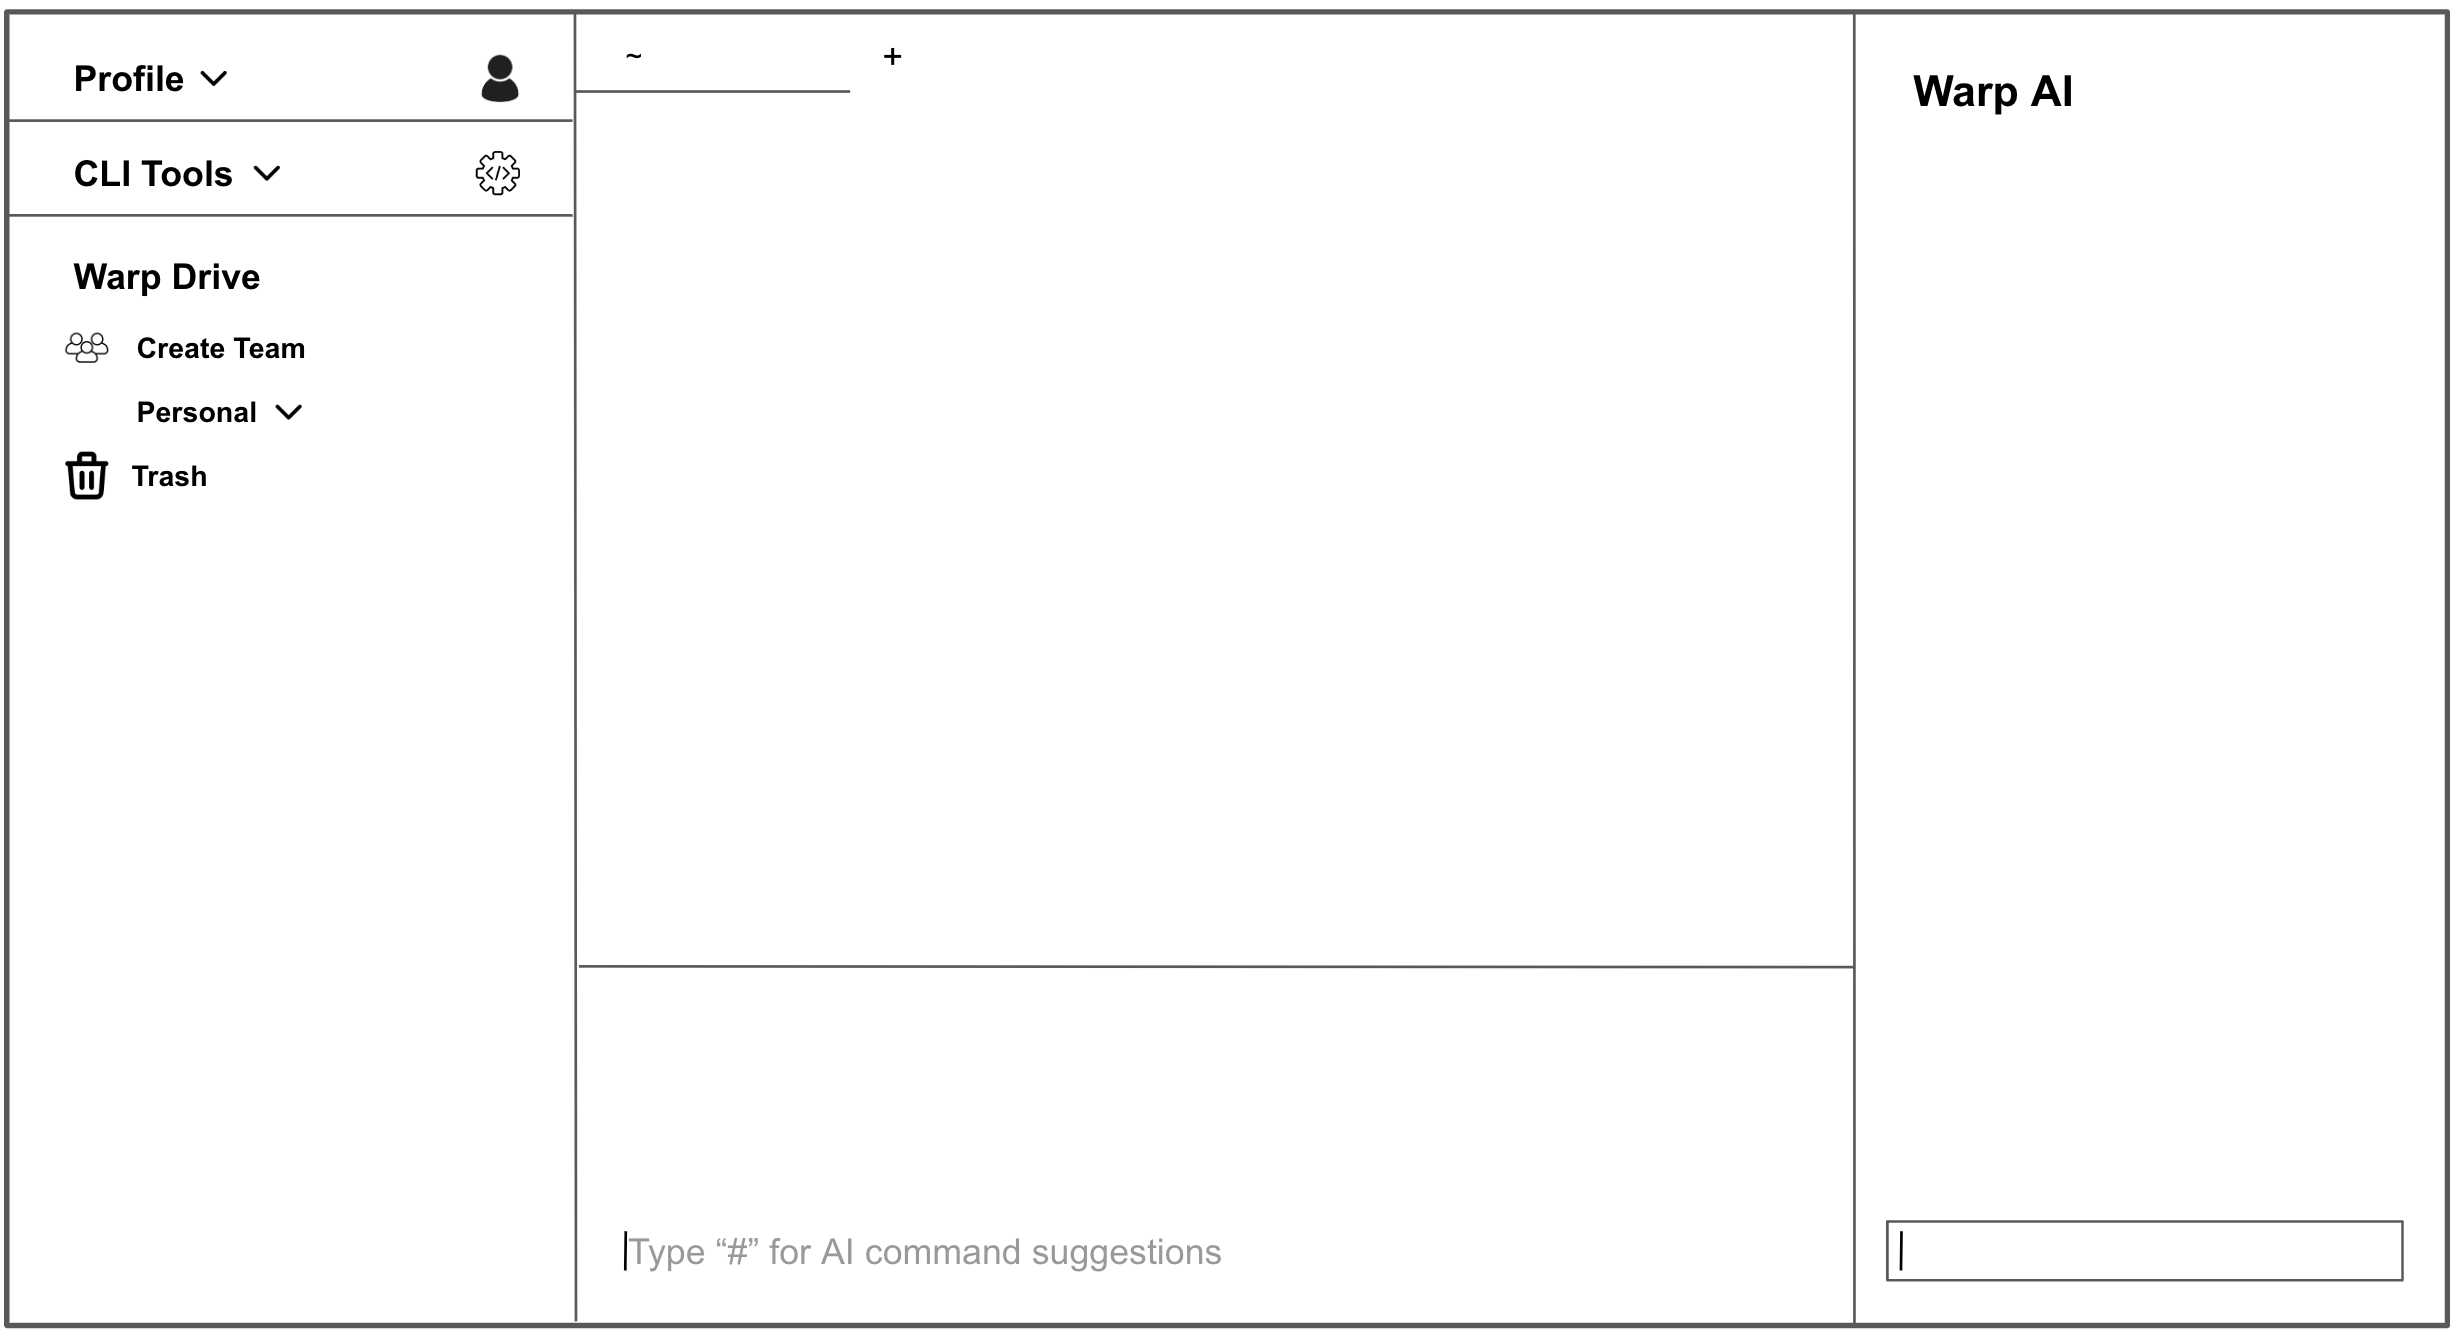 Profile
CLI Tools
Warp Drive
Create Team
Personal
Trash
~ +
Type “#” for AI command suggestions
Warp AI